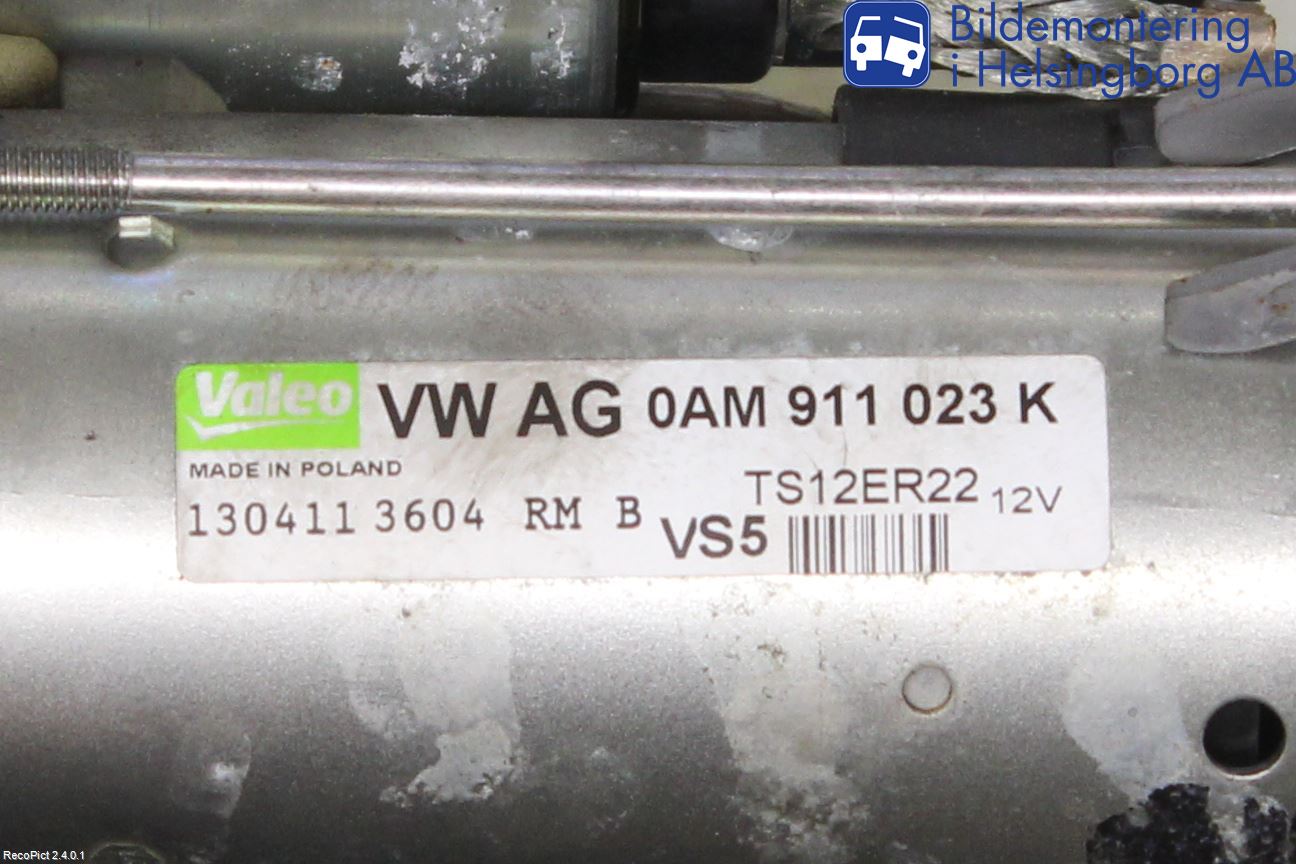 Bildemontering
i Helsingborg AB
Valeo VW AG 0AM 911 023 K
MADE IN POLAND
TS12ER22 12V
130411 3604 RM B
VS5
RecoPict 2.4.0.1